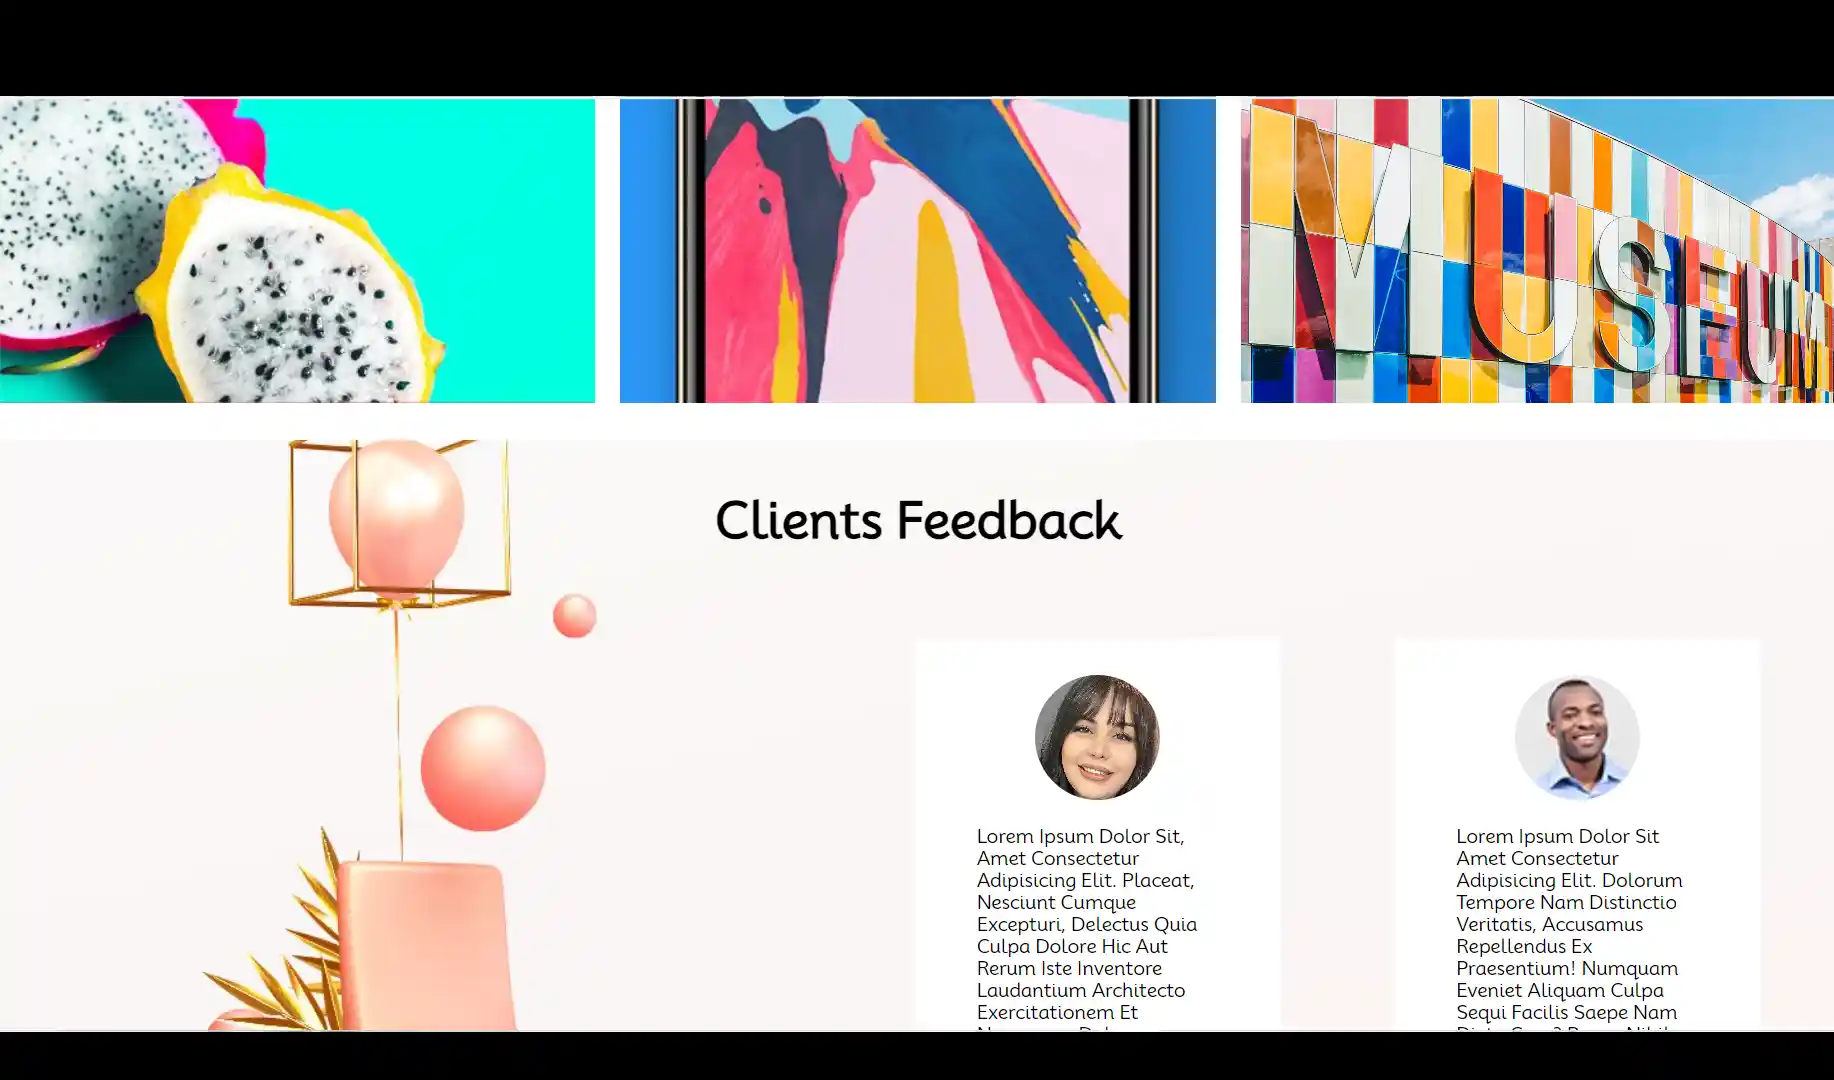 MUSEUM
Clients Feedback
Lorem Ipsum Dolor Sit,
Amet Consectetur
Adipisicing Elit. Placeat,
Nesciunt Cumque
Excepturi, Delectus Quia
Culpa Dolore Hic Aut
Rerum Iste Inventore
Laudantium Architecto
Exercitationem Et
Lorem Ipsum Dolor Sit
Amet Consectetur
Adipisicing Elit. Dolorum
Tempore Nam Distinctio
Veritatis, Accusamus
Repellendus Ex
Praesentium! Numquam
Eveniet Aliquam Culpa
Sequi Facilis Saepe Nam